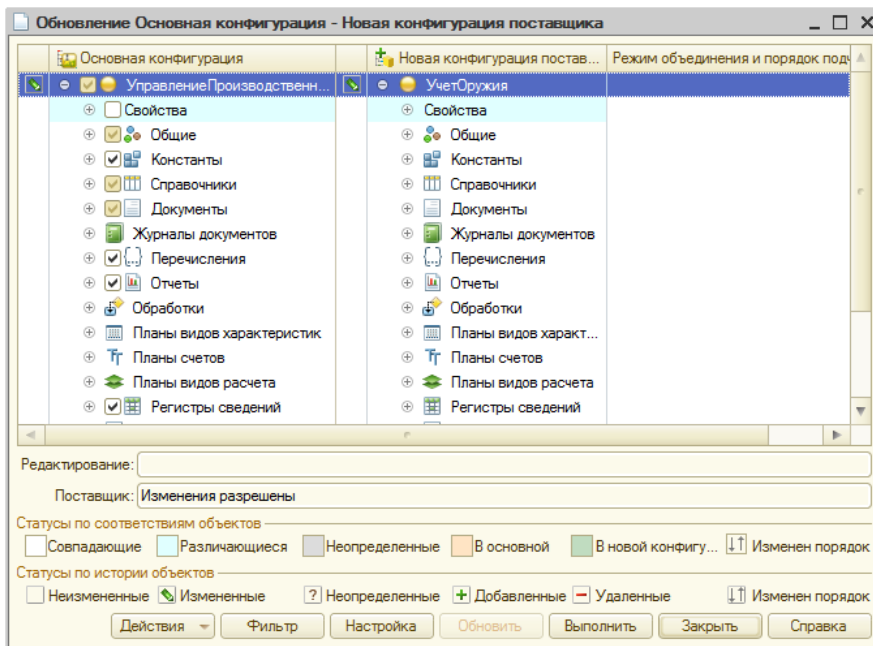 Обновление Основная конфигурация - Новая конфигурация поставщика
Основная конфигурация Новая конфигурация постав... Режим объединения и порядок подч
УправлениеПроизводственн... УчетОружия
Свойства Свойства
Общие Общие
Константы Константы
Справочники Справочники
Документы Документы
Журналы документов Журналы документов
Перечисления Перечисления
Отчеты Отчеты
Обработки Обработки
Планы видов характеристик Планы видов характ...
Планы счетов Планы счетов
Планы видов расчета Планы видов расчета
Регистры сведений Регистры сведений
Редактирование:
Поставщик: Изменения разрешены
Статусы по соответствиям объектов
Совпадающие Различающиеся Неопределенные В основной В новой конфигу... Изменен порядок
Статусы по истории объектов
Неизмененные Измененные ? Неопределенные Добавленные Удаленные Изменен порядок
Действия Фильтр Настройка Обновить Выполнить Закрыть Справка